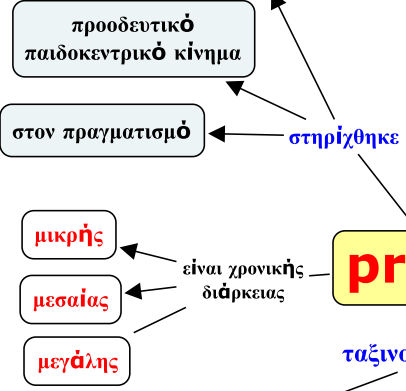 προοδευτικό
παιδοκεντρικό κίνημα
στον πραγματισμό
στηρίχθηκε
μικρής
είναι χρονικής
διάρκειας
pr
μεσαίας
μεγάλης
ταξινο